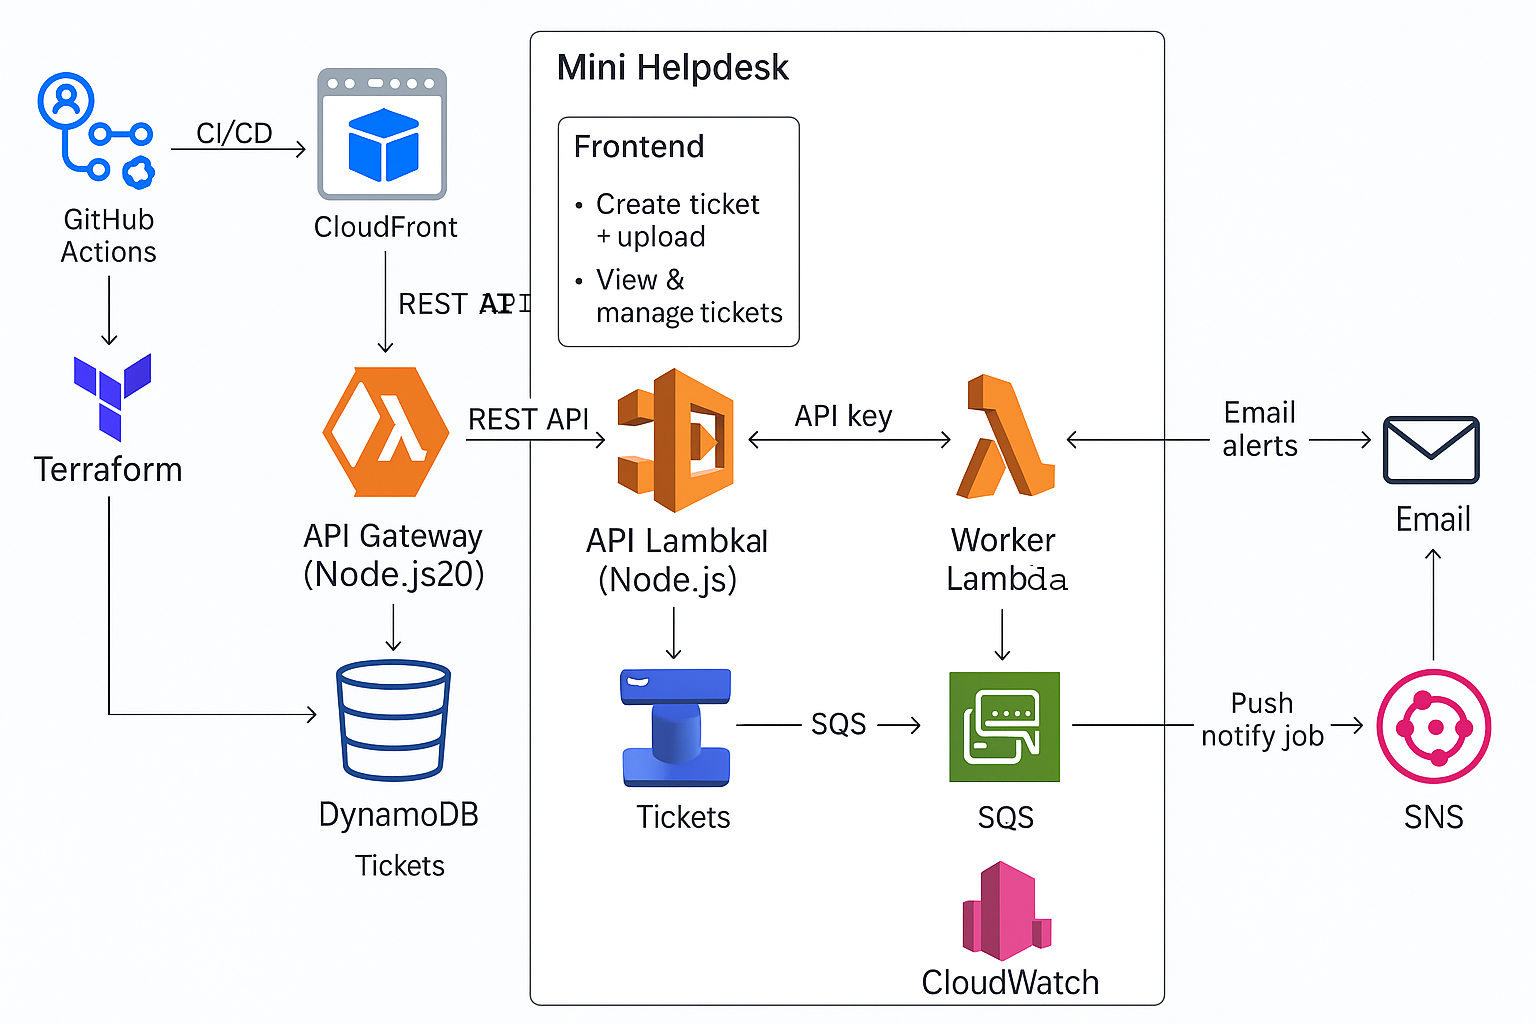 Mini Helpdesk
Frontend
• Create ticket
+ upload
• View &
manage tickets
CI/CD
GitHub
Actions
CloudFront
REST API
Terraform
REST API
API key
Email
alerts
Email
API Gateway
(Node.js20)
API Lambkal
(Node.js)
Worker
Lambda
DynamoDB
Tickets
Tickets
SQS
SQS
Push
notify job
SNS
CloudWatch